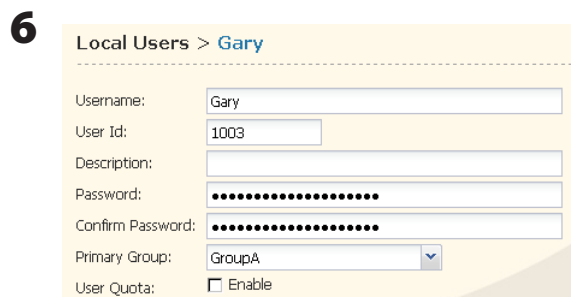 6
Local Users > Gary
Username: Gary
User Id: 1003
Description:
Password: ••••••••••••••••••••
Confirm Password: ••••••••••••••••••••
Primary Group: GroupA
User Quota: Enable